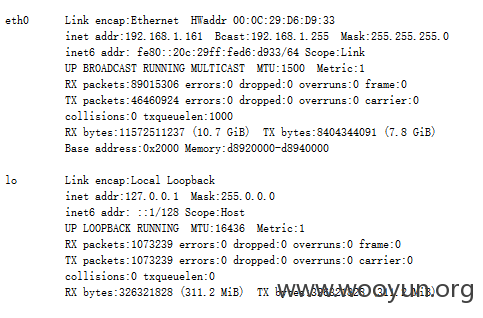 eth0 Link encap:Ethernet HWaddr 00:0C:29:D6:D9:33
inet addr:192.168.1.161 Bcast:192.168.1.255 Mask:255.255.255.0
inet6 addr: fe80::20c:29ff:fed6:d933/64 Scope:Link
UP BROADCAST RUNNING MULTICAST MTU:1500 Metric:1
RX packets:89015306 errors:0 dropped:0 overruns:0 frame:0
TX packets:46460924 errors:0 dropped:0 overruns:0 carrier:0
collisions:0 txqueuelen:1000
RX bytes:11572511237 (10.7 GiB) TX bytes:8404344091 (7.8 GiB)
Base address:0x2000 Memory:d8920000-d8940000
lo Link encap:Local Loopback
inet addr:127.0.0.1 Mask:255.0.0.0
inet6 addr: ::1/128 Scope:Host
UP LOOPBACK RUNNING MTU:16436 Metric:1
RX packets:1073239 errors:0 dropped:0 overruns:0 frame:0
TX packets:1073239 errors:0 dropped:0 overruns:0 carrier:0
collisions:0 txqueuelen:0
RX bytes:326321828 (311.2 MiB) TX bytes:326321828 (311.2 MiB)
www.wooyun.org